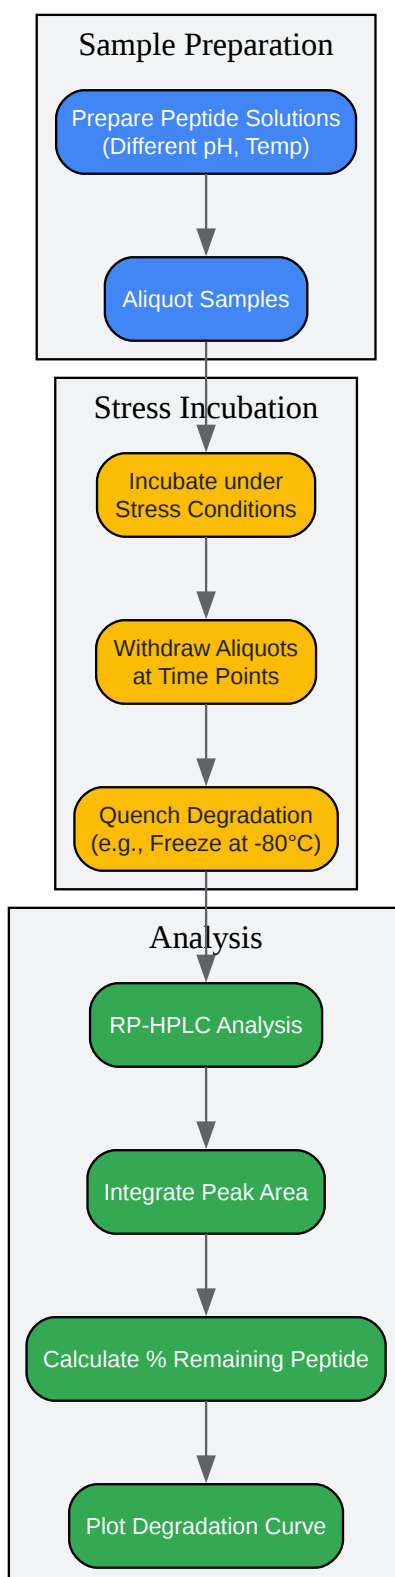 Sample Preparation
Prepare Peptide Solutions
(Different pH, Temp)
Aliquot Samples
Stress Incubation
Incubate under
Stress Conditions
Withdraw Aliquots
at Time Points
Quench Degradation
(e.g., Freeze at -80°C)
Analysis
RP-HPLC Analysis
Integrate Peak Area
Calculate % Remaining Peptide
Plot Degradation Curve